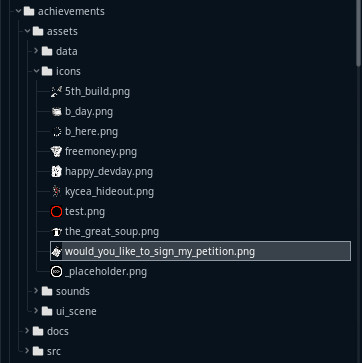 achievements
assets
data
icons
5th_build.png
b_day.png
b_here.png
freemoney.png
happy_devday.png
kycea_hideout.png
test.png
the_great_soup.png
would_you_like_to_sign_my_petition.png
_placeholder.png
sounds
ui_scene
docs
src